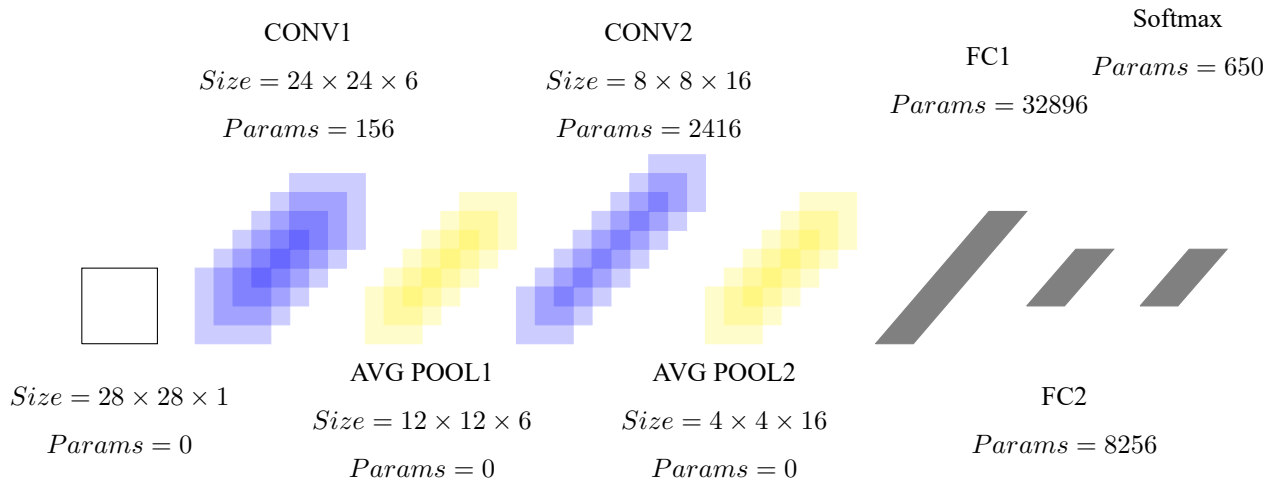 CONV1
Size = 24 × 24 × 6
Params = 156
CONV2
Size = 8 × 8 × 16
Params = 2416
FC1
Params = 32896
Softmax
Params = 650
Size = 28 × 28 × 1
Params = 0
AVG POOL1
Size = 12 × 12 × 6
Params = 0
AVG POOL2
Size = 4 × 4 × 16
Params = 0
FC2
Params = 8256